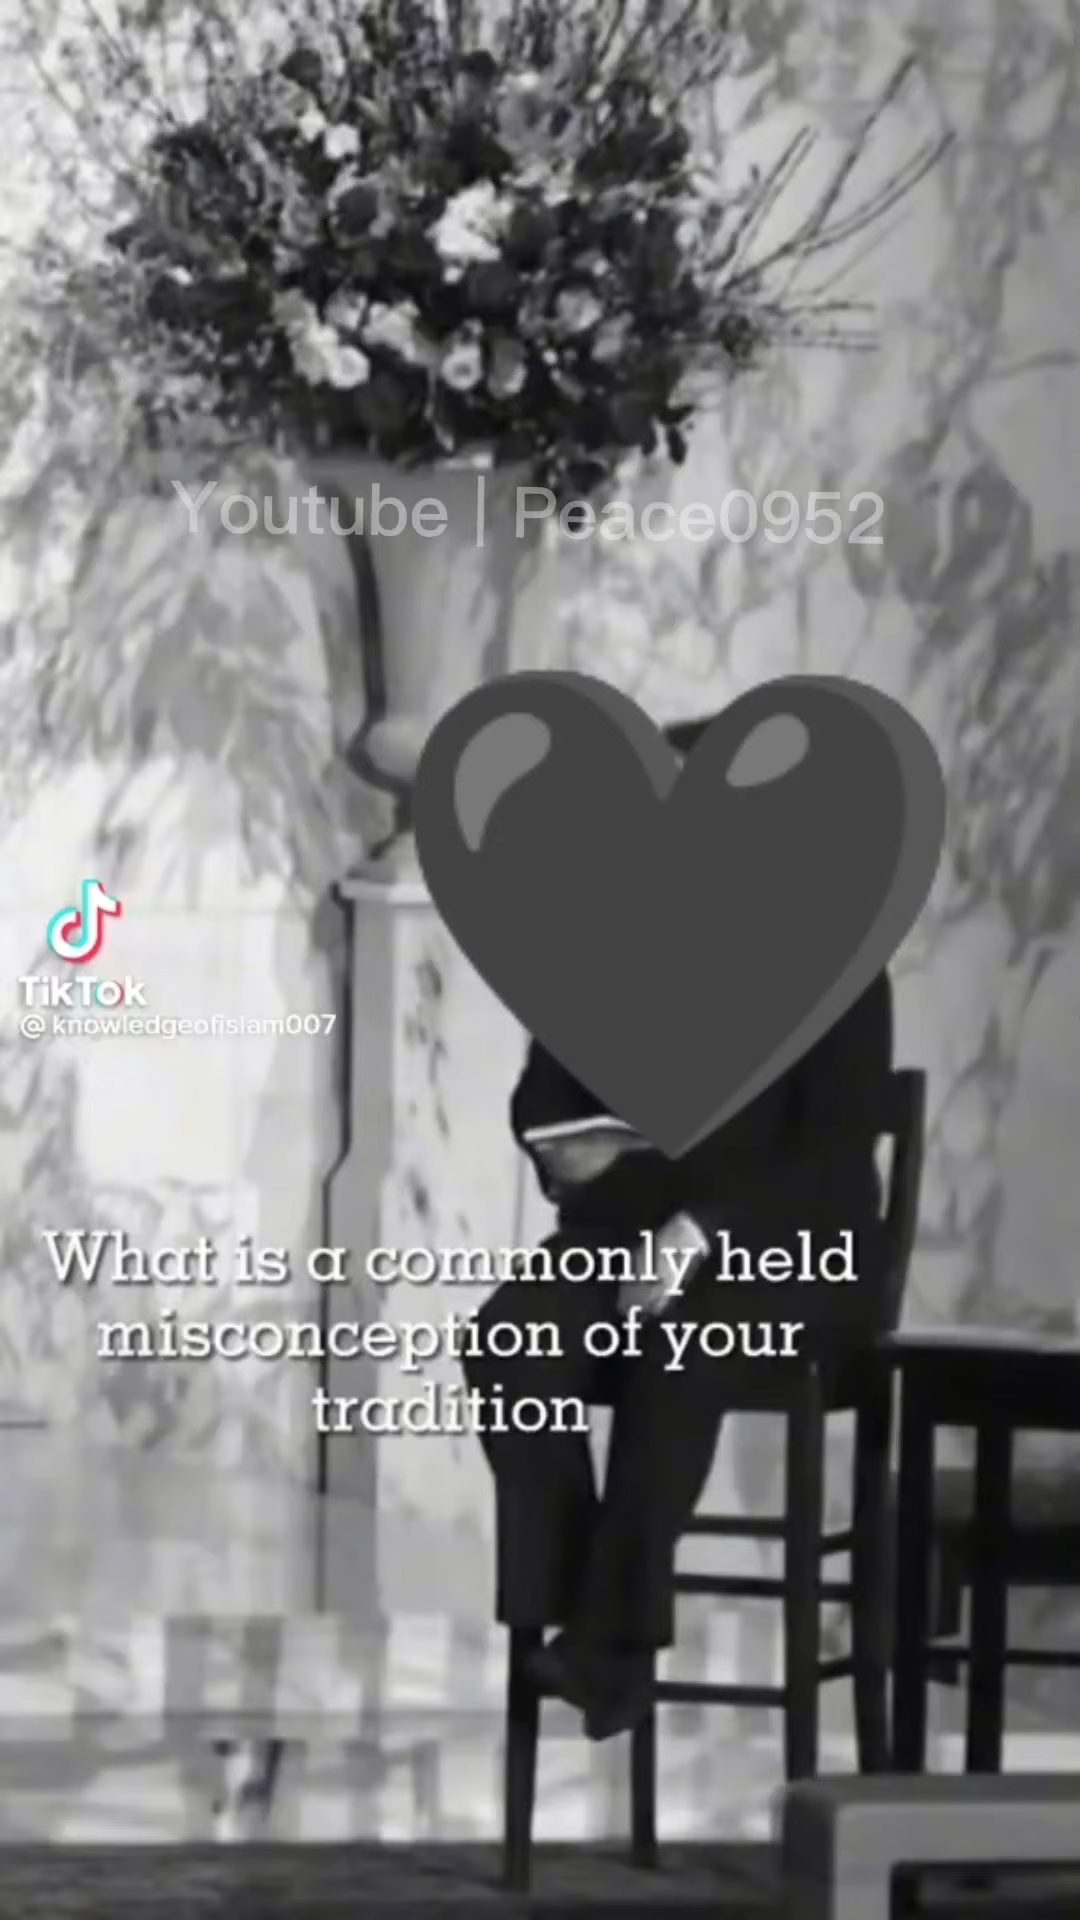 Youtube | Peace0952
TikTok
@knowledgeofislam007
What is a commonly held
misconception of your
tradition